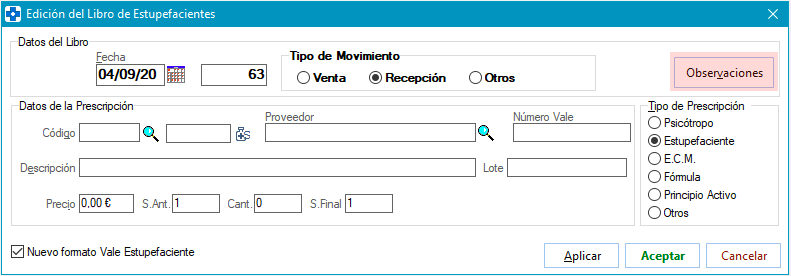 Edición del Libro de Estupefacientes
Datos del Libro
Fecha
04/09/20
63
Tipo de Movimiento
Venta
Recepción
Otros
Observaciones
Datos de la Prescripción
Código
Proveedor
Número Vale
Descripción
Lote
Precio 0,00 € S.Ant. 1 Cant. 0 S.Final 1
Tipo de Prescripción
Psicótropo
Estupefaciente
E.C.M.
Fórmula
Principio Activo
Otros
Nuevo formato Vale Estupefaciente
Aplicar
Aceptar
Cancelar